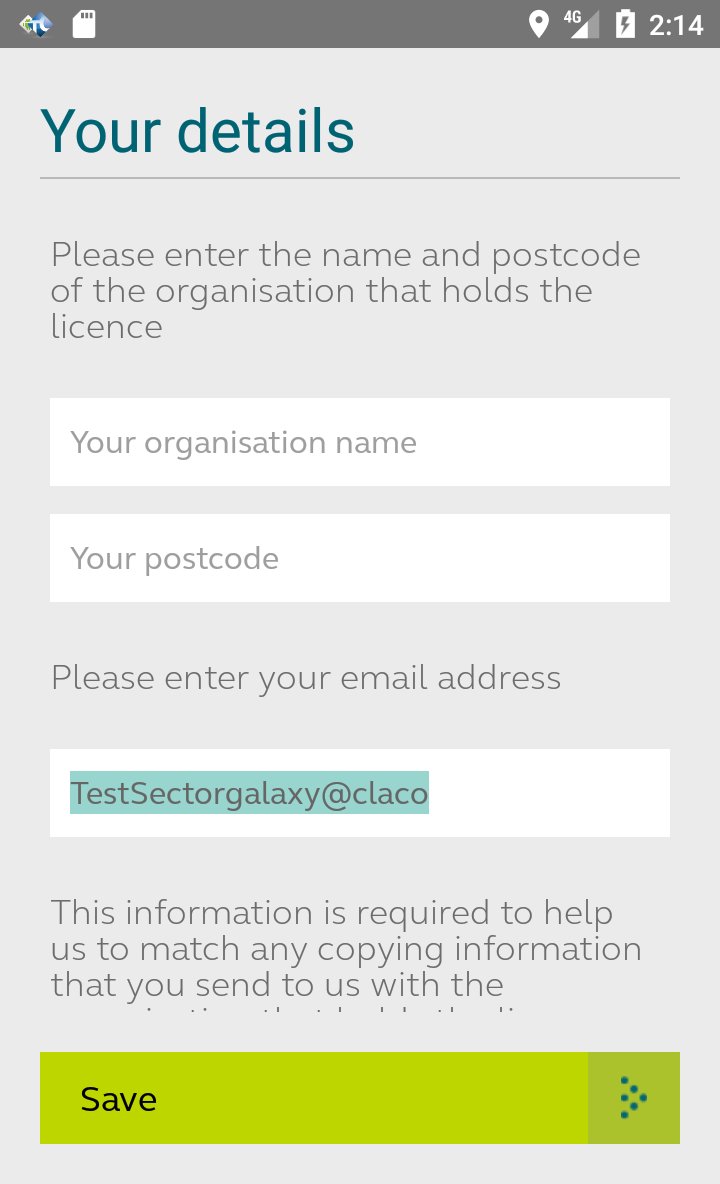 4G 2:14
Your details
Please enter the name and postcode
of the organisation that holds the
licence
Your organisation name
Your postcode
Please enter your email address
TestSectorgalaxy@claco
This information is required to help
us to match any copying information
that you send to us with the
Save